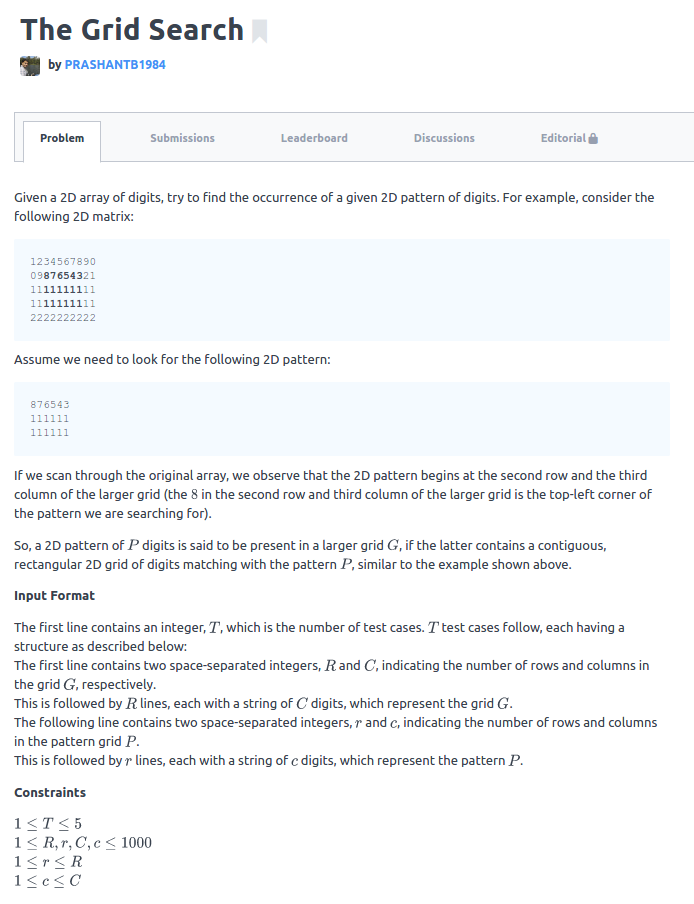 The Grid Search
by PRASHANTB1984
Problem Submissions Leaderboard Discussions Editorial
Given a 2D array of digits, try to find the occurrence of a given 2D pattern of digits. For example, consider the
following 2D matrix:
1234567890
0987654321
1111111111
1111111111
2222222222
Assume we need to look for the following 2D pattern:
876543
111111
111111
If we scan through the original array, we observe that the 2D pattern begins at the second row and the third
column of the larger grid (the 8 in the second row and third column of the larger grid is the top-left corner of
the pattern we are searching for).
So, a 2D pattern of P digits is said to be present in a larger grid G, if the latter contains a contiguous,
rectangular 2D grid of digits matching with the pattern P, similar to the example shown above.
Input Format
The first line contains an integer, T, which is the number of test cases. T test cases follow, each having a
structure as described below:
The first line contains two space-separated integers, R and C, indicating the number of rows and columns in
the grid G, respectively.
This is followed by R lines, each with a string of C digits, which represent the grid G.
The following line contains two space-separated integers, r and c, indicating the number of rows and columns
in the pattern grid P.
This is followed by r lines, each with a string of c digits, which represent the pattern P.
Constraints
1 ≤ T ≤ 5
1 ≤ R, r, C, c ≤ 1000
1 ≤ r ≤ R
1 ≤ c ≤ C